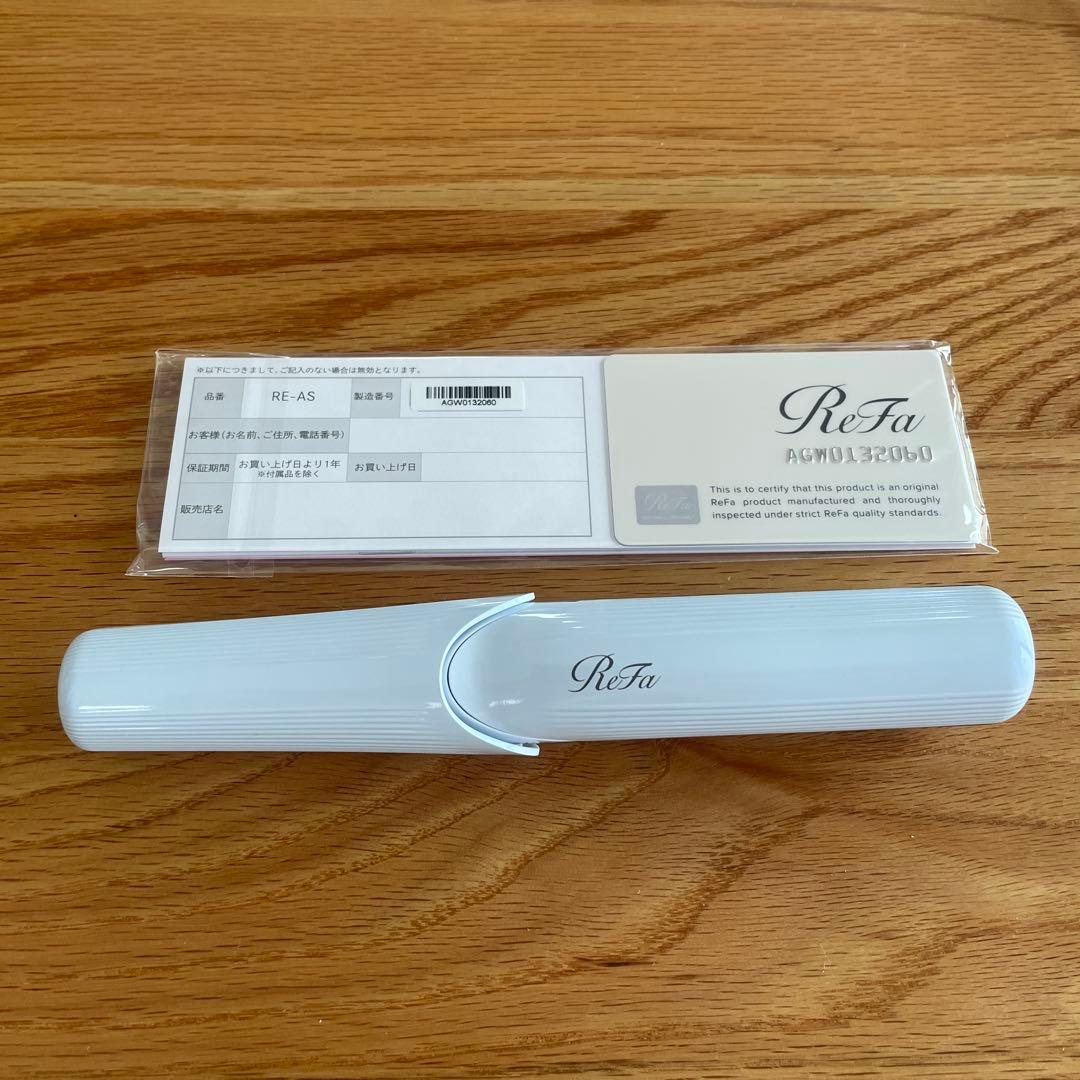 ※以下につきまして、ご記入のない場合は無効となります。
品番 RE-AS 製造番号 AGW0132060
お客様(お名前、ご住所、電話番号)
保証期間 お買い上げ日より1年 お買い上げ日
※付属品を除く
販売店名
ReFa
AGW0132060
ReFa
This is to certify that this product is an original
ReFa product manufactured and thoroughly
inspected under strict ReFa quality standards.
ReFa